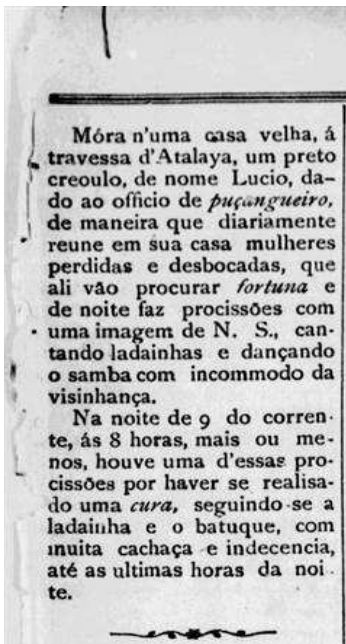 Móra n'uma casa velha, á
travessa d'Atalaya, um preto
creoulo, de nome Lucio, da-
do ao officio de puçangueiro,
de maneira que diariamente
reune em sua casa mulheres
perdidas e desbocadas, que
ali vão procurar fortuna e
de noite faz procissões com
uma imagem de N. S., can-
tando ladainhas e dançando
o samba com incommodo da
visinhança.
Na noite de 9 do corren-
te, ás 8 horas, mais ou me-
nos, houve uma d'essas pro-
cissões por haver se realisa-
do uma cura, seguindo-se a
ladainha e o batuque, com
muita cachaça e indecencia,
até as ultimas horas da noi-
te.